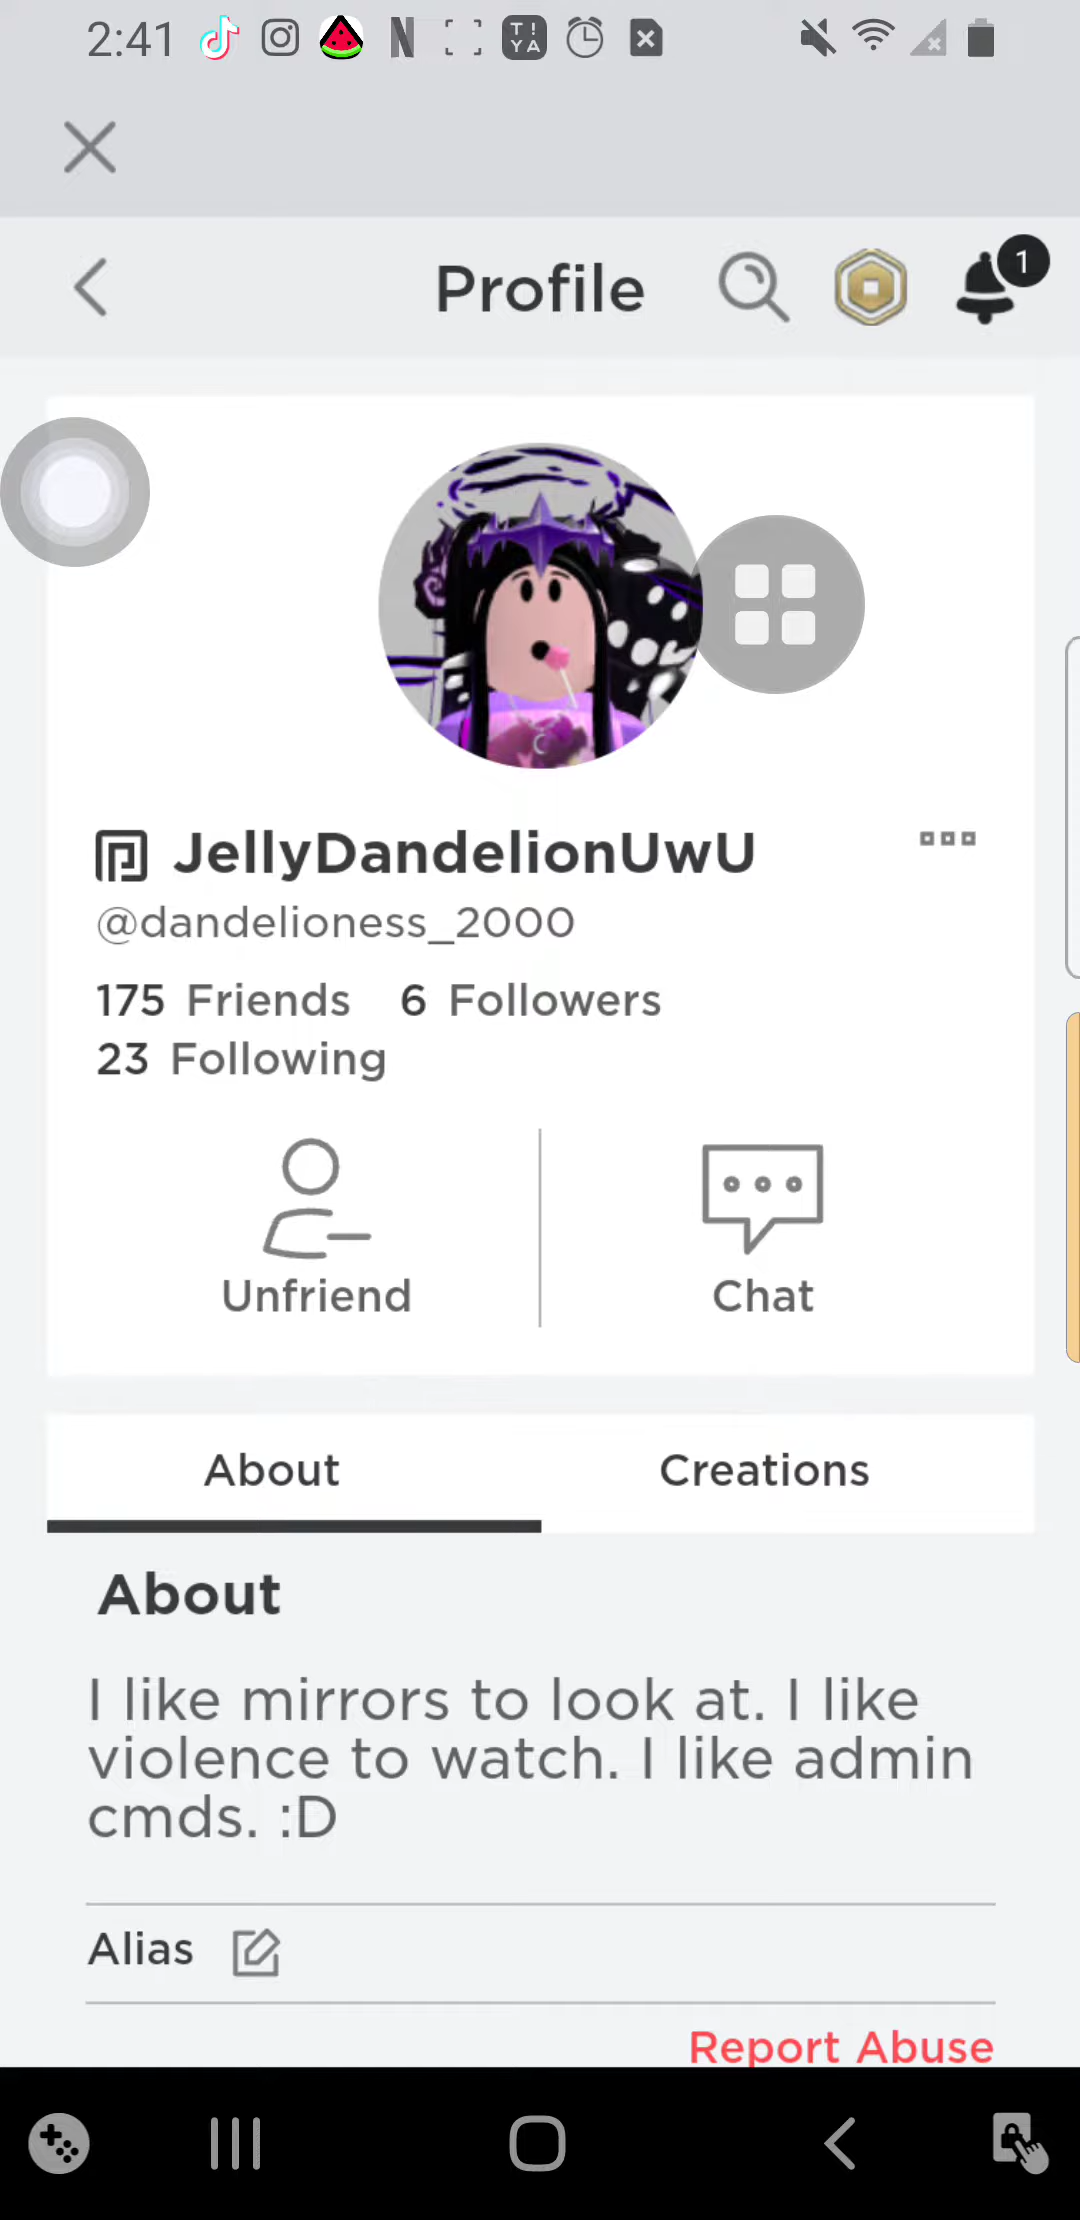 2:41
T!
YA
Profile
1
JellyDandelionUwU
@dandelioness_2000
175 Friends 6 Followers
23 Following
Unfriend
Chat
About
Creations
About
I like mirrors to look at. I like
violence to watch. I like admin
cmds. :D
Alias
Report Abuse